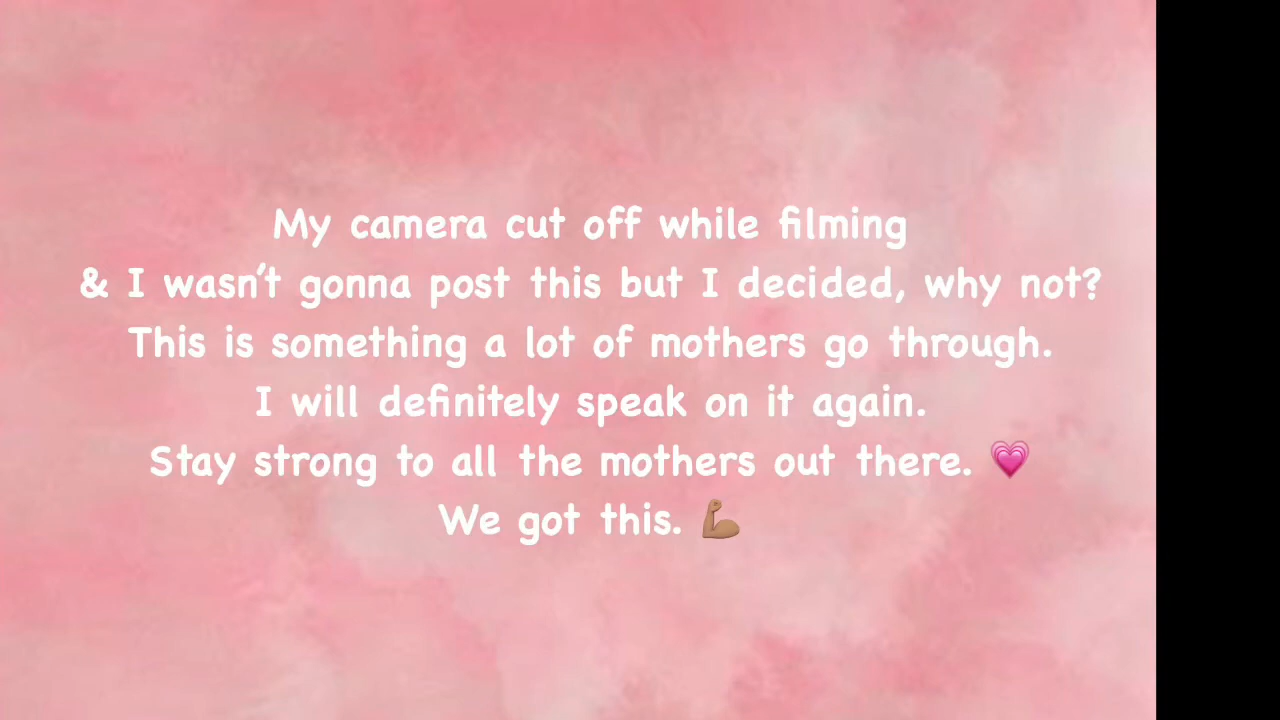 My camera cut off while filming
& I wasn't gonna post this but I decided, why not?
This is something a lot of mothers go through.
I will definitely speak on it again.
Stay strong to all the mothers out there. 💗
We got this. 💪🏽